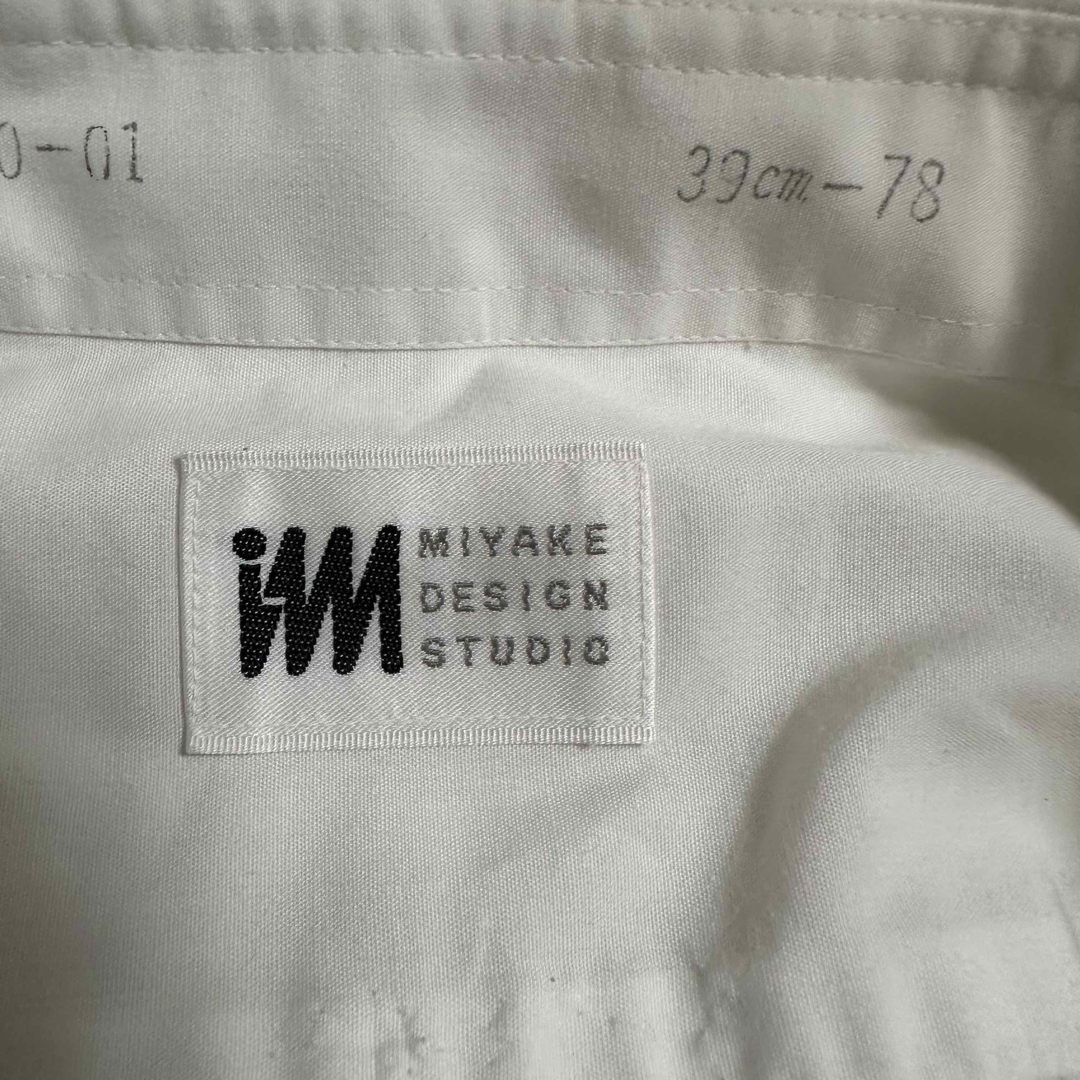 0-01
39cm-78
im MIYAKE
DESIGN
STUDIO